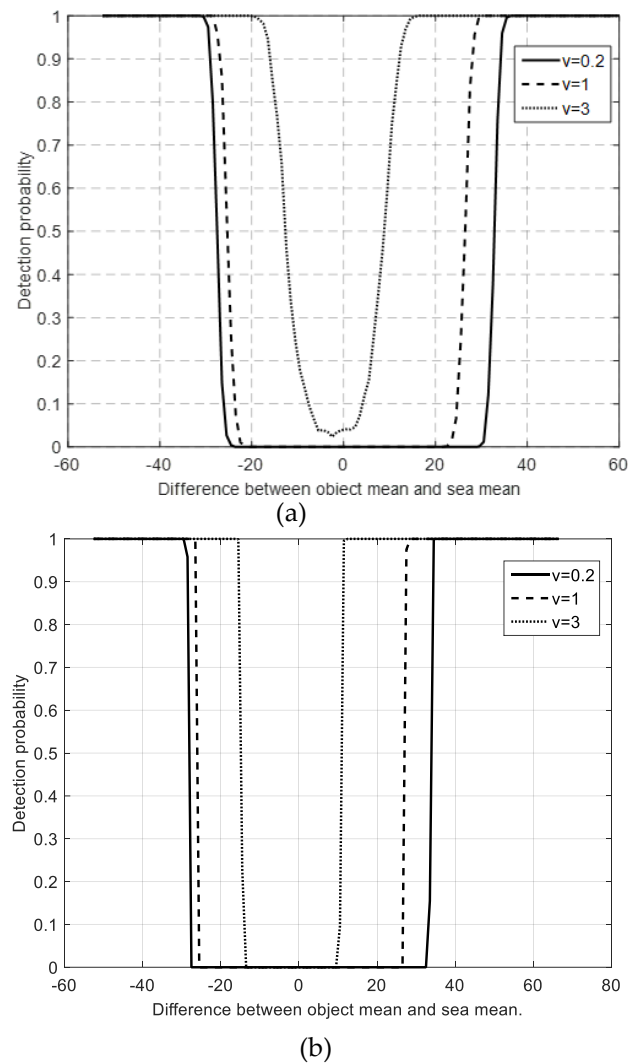 1
0.9
0.8
0.7
0.6
0.5
0.4
0.3
0.2
0.1
0
Detection probability
v=0.2
v=1
v=3
-60 -40 -20 0 20 40 60
Difference between object mean and sea mean
(a)
1
0.9
0.8
0.7
0.6
0.5
0.4
0.3
0.2
0.1
0
Detection probability
v=0.2
v=1
v=3
-60 -40 -20 0 20 40 60 80
Difference between object mean and sea mean.
(b)